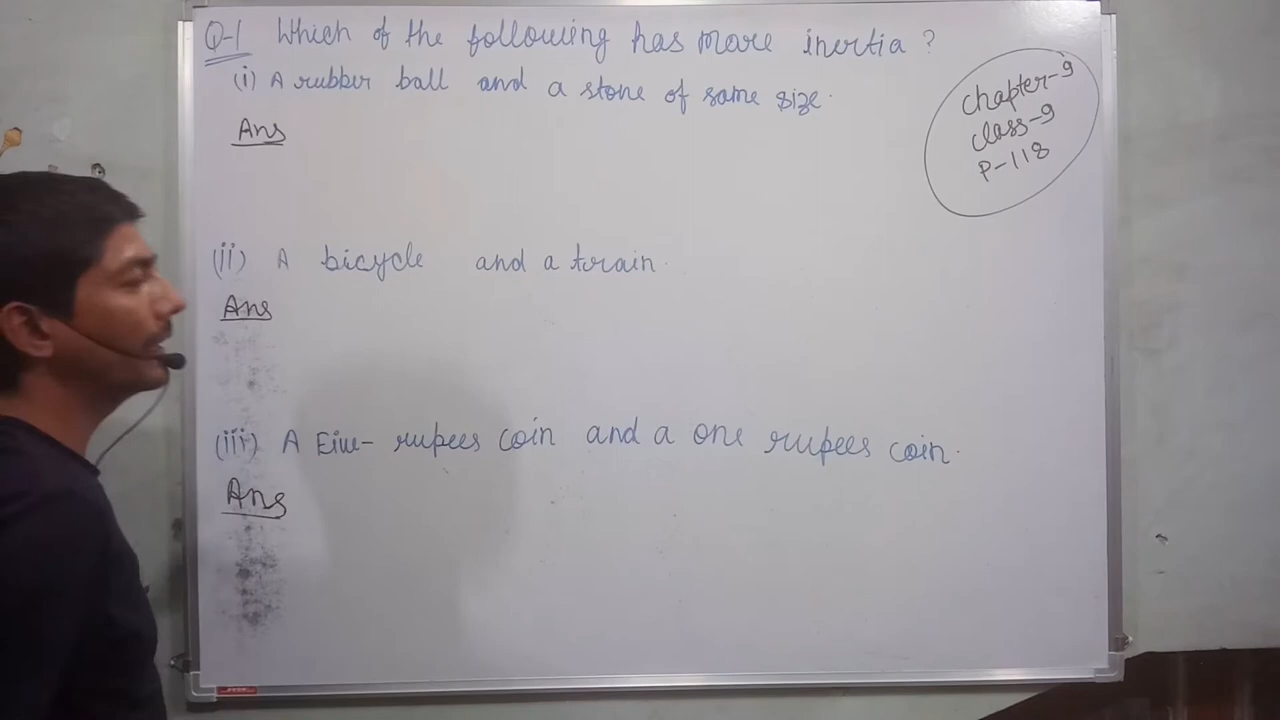 Q-1 Which of the following has more inertia ?
(i) A rubber ball and a stone of same size.
Ans
(ii) A bicycle and a train.
Ans
(iii) A Five- rupees coin and a one rupees coin.
Ans
Chapter-9
class-9
P-118